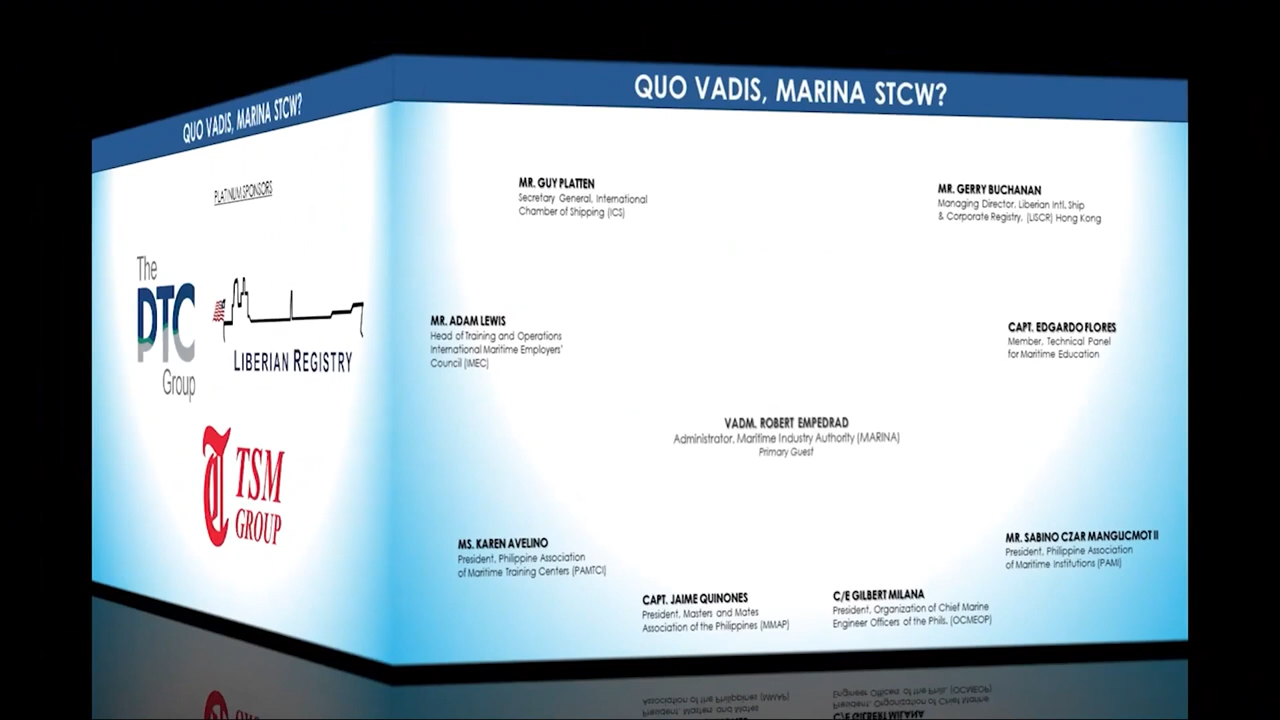 QUO VADIS, MARINA STCW?
PLATINUM SPONSORS
The
PTC
Group
LIBERIAN REGISTRY
TSM
GROUP
QUO VADIS, MARINA STCW?
MR. GUY PLATTEN
Secretary General, International
Chamber of Shipping (ICS)
MR. GERRY BUCHANAN
Managing Director, Liberian Intl. Ship
& Corporate Registry, (LISCR) Hong Kong
MR. ADAM LEWIS
Head of Training and Operations
International Maritime Employers'
Council (IMEC)
CAPT. EDGARDO FLORES
Member, Technical Panel
for Maritime Education
VADM. ROBERT EMPEDRAD
Administrator, Maritime Industry Authority (MARINA)
Primary Guest
MS. KAREN AVELINO
President, Philippine Association
of Maritime Training Centers (PAMTCI)
MR. SABINO CZAR MANGLICMOT II
President, Philippine Association
of Maritime Institutions (PAMI)
CAPT. JAIME QUINONES
President, Masters and Mates
Association of the Philippines (MMAP)
C/E GILBERT MILANA
President, Organization of Chief Marine
Engineer Officers of the Phils. (OCMEOP)